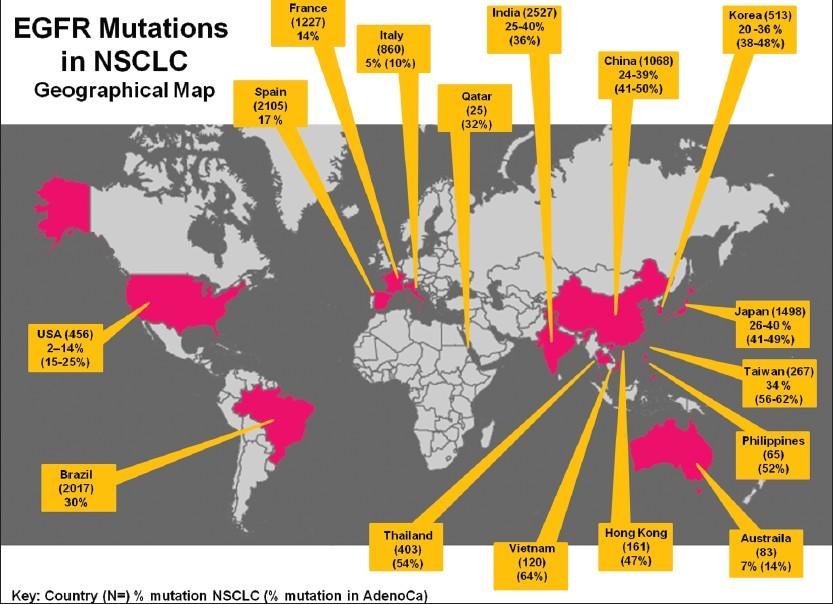 EGFR Mutations
in NSCLC
Geographical Map
France
(1227)
14%
Italy
(860)
5% (10%)
Spain
(2105)
17 %
Qatar
(25)
(32%)
India (2527)
25-40%
(36%)
China (1068)
24-39%
(41-50%)
Korea (513)
20 -36 %
(38-48%)
USA (456)
2–14%
(15-25%)
Japan (1498)
26-40 %
(41-49%)
Taiwan (267)
34 %
(56-62%)
Philippines
(65)
(52%)
Brazil
(2017)
30%
Thailand
(403)
(54%)
Vietnam
(120)
(64%)
Hong Kong
(161)
(47%)
Austraila
(83)
7% (14%)
Key: Country (N=) % mutation NSCLC (% mutation in AdenoCa)